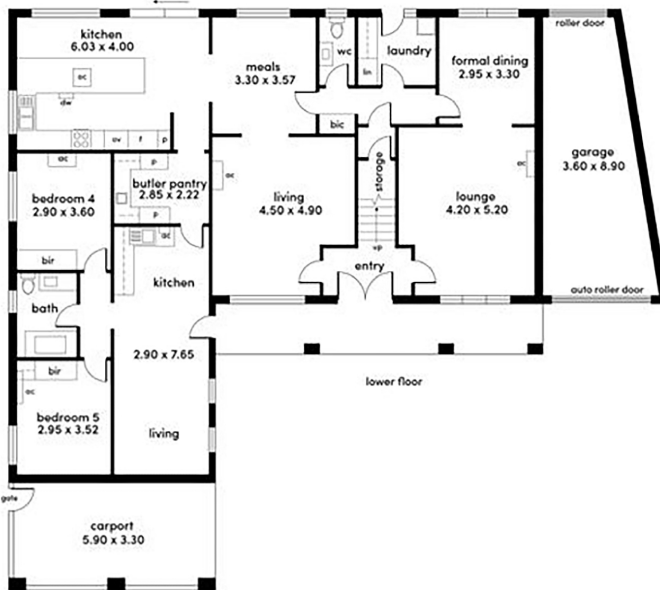 kitchen
6.03 x 4.00
ac
dw
ov f p
meals
3.30 x 3.57
wc
lin
laundry
bic
formal dining
2.95 x 3.30
roller door
garage
3.60 x 8.90
auto roller door
ac
bedroom 4
2.90 x 3.60
bir
p
butler pantry
2.85 x 2.22
p
ac
living
4.50 x 4.90
storage
up
ac
lounge
4.20 x 5.20
entry
ac
kitchen
bath
2.90 x 7.65
living
bir
ac
bedroom 5
2.95 x 3.52
lower floor
gate
carport
5.90 x 3.30